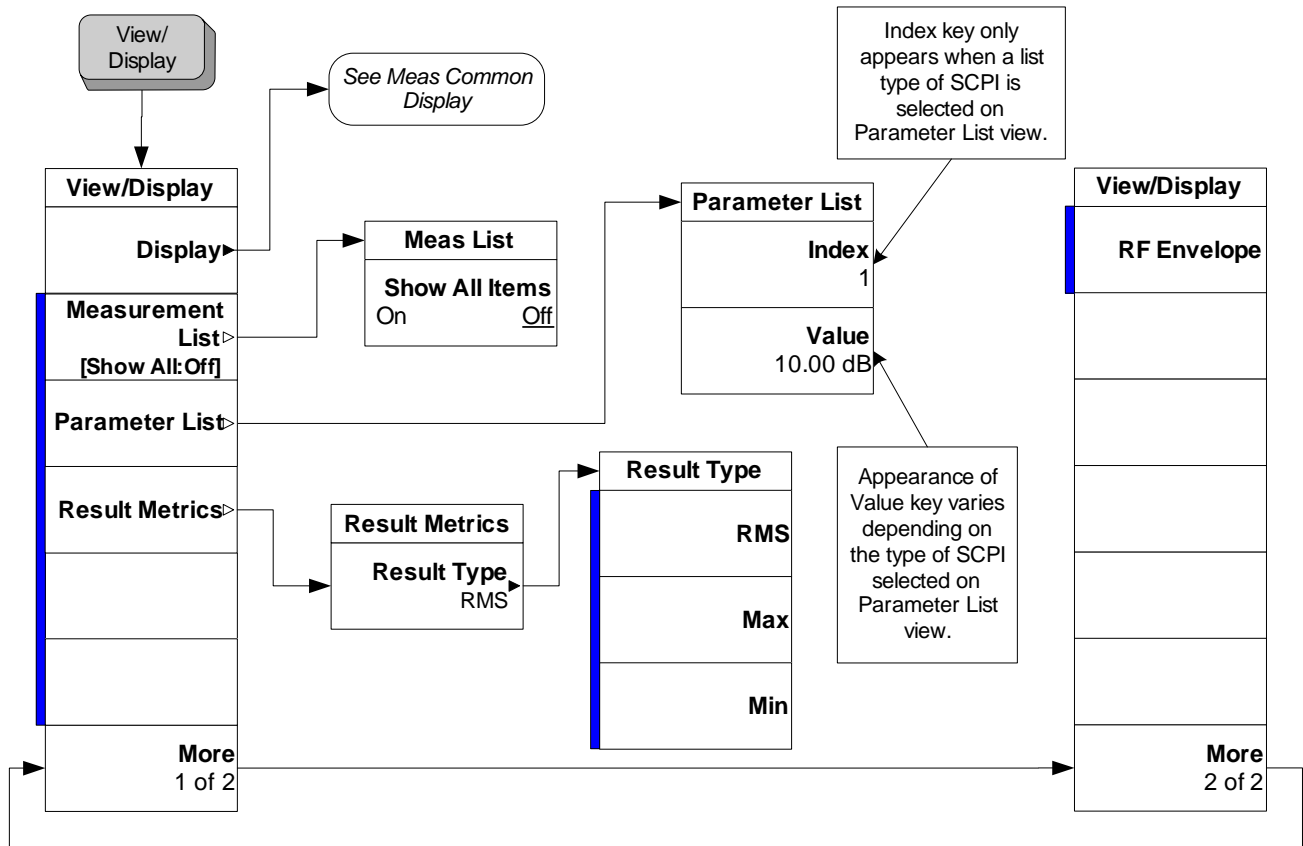 View/
Display
See Meas Common
Display
Index key only
appears when a list
type of SCPI is
selected on
Parameter List view.
View/Display
Display
Measurement
List
[Show All:Off]
Parameter List
Result Metrics
More
1 of 2
Meas List
Show All Items
On Off
Parameter List
Index
1
Value
10.00 dB
Result Metrics
Result Type
RMS
Result Type
RMS
Max
Min
Appearance of
Value key varies
depending on
the type of SCPI
selected on
Parameter List
view.
View/Display
RF Envelope
More
2 of 2